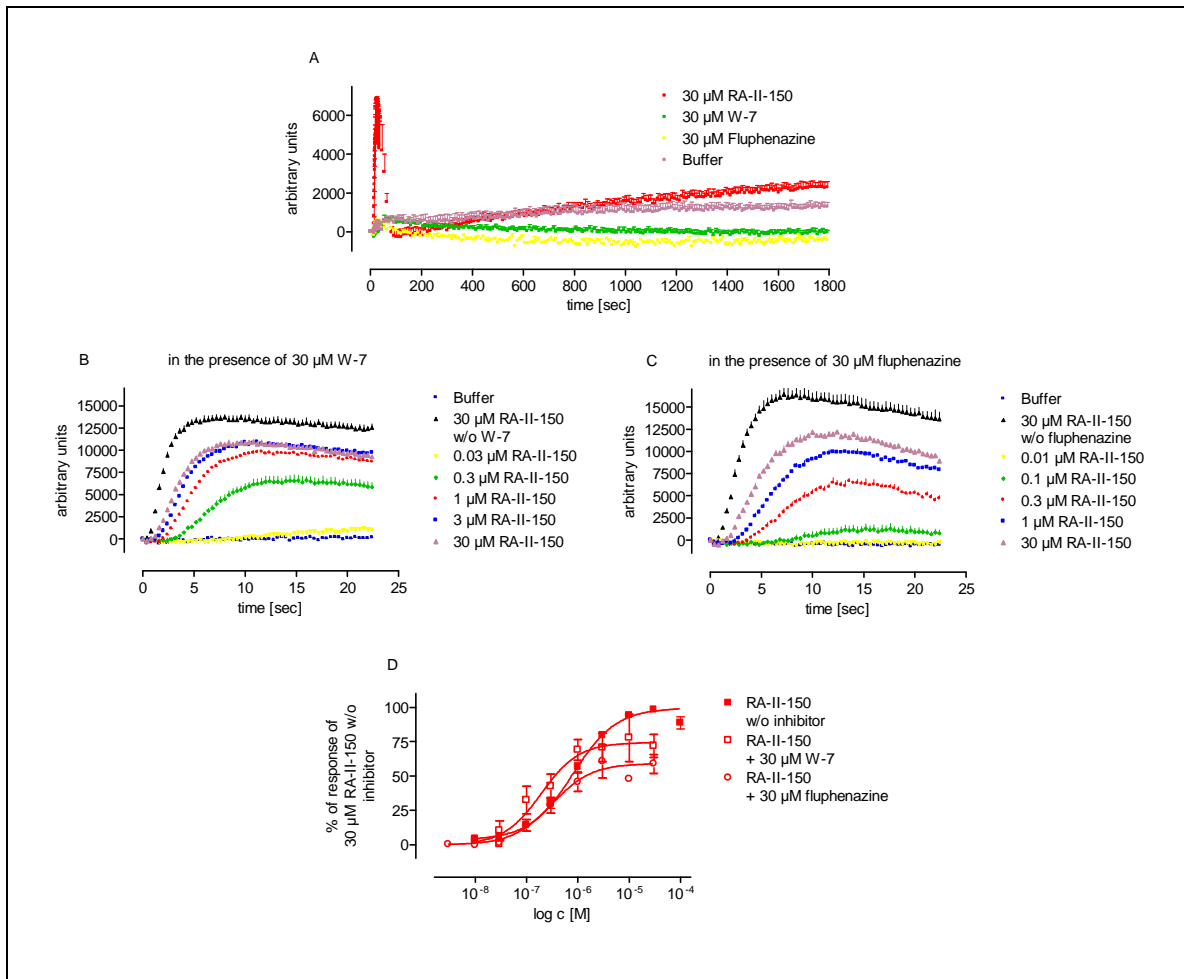 A
arbitrary units
6000
4000
2000
0
30 µM RA-II-150
30 µM W-7
30 µM Fluphenazine
Buffer
0 200 400 600 800 1000 1200 1400 1600 1800
time [sec]
B
in the presence of 30 µM W-7
arbitrary units
15000
12500
10000
7500
5000
2500
0
0 5 10 15 20 25
time [sec]
Buffer
30 µM RA-II-150
w/o W-7
0.03 µM RA-II-150
0.3 µM RA-II-150
1 µM RA-II-150
3 µM RA-II-150
30 µM RA-II-150
C
in the presence of 30 µM fluphenazine
arbitrary units
15000
12500
10000
7500
5000
2500
0
0 5 10 15 20 25
time [sec]
Buffer
30 µM RA-II-150
w/o fluphenazine
0.01 µM RA-II-150
0.1 µM RA-II-150
0.3 µM RA-II-150
1 µM RA-II-150
30 µM RA-II-150
D
% of response of
30 µM RA-II-150 w/o
inhibitor
100
75
50
25
0
10⁻⁸ 10⁻⁷ 10⁻⁶ 10⁻⁵ 10⁻⁴
log c [M]
RA-II-150
w/o inhibitor
RA-II-150
+ 30 µM W-7
RA-II-150
+ 30 µM fluphenazine